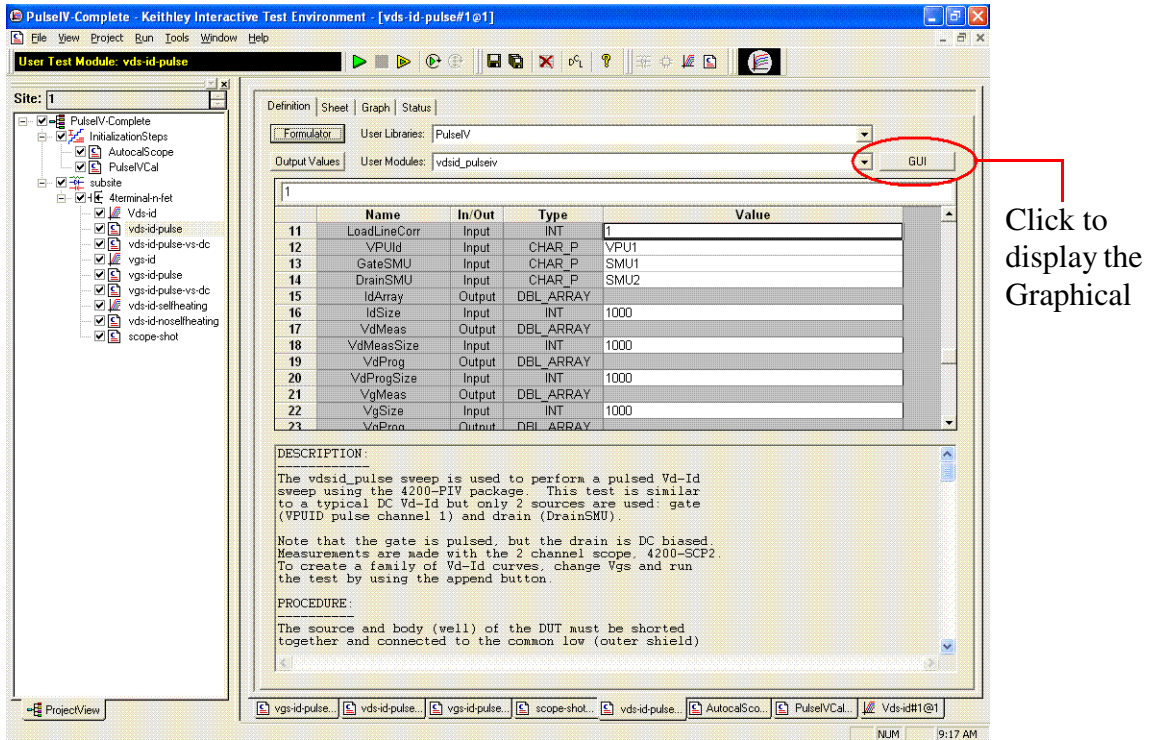 PulseIV-Complete - Keithley Interactive Test Environment - [vds-id-pulse#1@1]
File View Project Run Tools Window Help
User Test Module: vds-id-pulse
Site: 1
PulseIV-Complete
InitializationSteps
AutocalScope
PulseIVCal
subsite
4terminal-n-fet
Vds-id
vds-id-pulse
vds-id-pulse-vs-dc
vgs-id
vgs-id-pulse
vgs-id-pulse-vs-dc
vds-id-selfheating
vds-id-noselfheating
scope-shot
ProjectView
Definition Sheet Graph Status
Formulator User Libraries: PulseIV
Output Values User Modules: vdsid_pulseiv GUI
1
Name In/Out Type Value
11 LoadLineCorr Input INT 1
12 VPUId Input CHAR_P VPU1
13 GateSMU Input CHAR_P SMU1
14 DrainSMU Input CHAR_P SMU2
15 IdArray Output DBL_ARRAY
16 IdSize Input INT 1000
17 VdMeas Output DBL_ARRAY
18 VdMeasSize Input INT 1000
19 VdProg Output DBL_ARRAY
20 VdProgSize Input INT 1000
21 VgMeas Output DBL_ARRAY
22 VgSize Input INT 1000
23 VgProg Output DBL_ARRAY
DESCRIPTION:
------------
The vdsid_pulse sweep is used to perform a pulsed Vd-Id
sweep using the 4200-PIV package. This test is similar
to a typical DC Vd-Id but only 2 sources are used: gate
(VPUID pulse channel 1) and drain (DrainSMU).
Note that the gate is pulsed, but the drain is DC biased.
Measurements are made with the 2 channel scope, 4200-SCP2.
To create a family of Vd-Id curves, change Vgs and run
the test by using the append button.
PROCEDURE:
----------
The source and body (well) of the DUT must be shorted
together and connected to the common low (outer shield)
vgs-id-pulse... vds-id-pulse... vgs-id-pulse... scope-shot... vds-id-pulse... AutocalSco... PulseIVCal... Vds-id#1@1
NUM 9:17 AM
Click to
display the
Graphical